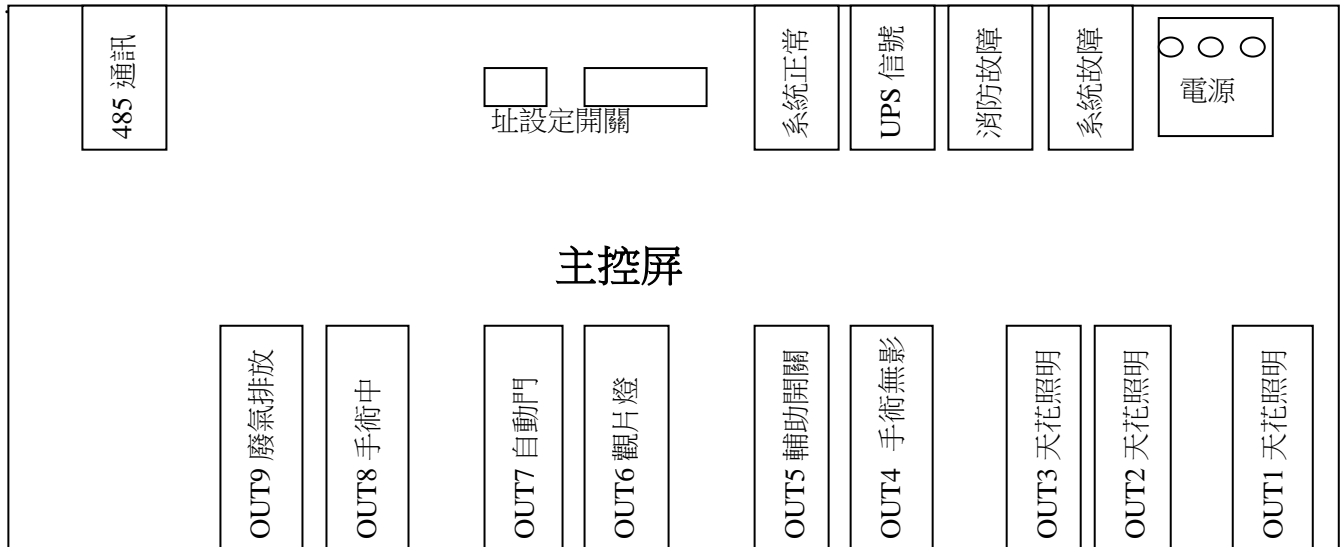 485 通訊
址設定開關
系統正常
UPS 信號
消防故障
系統故障
電源
主控屏
OUT9 廢氣排放
OUT8 手術中
OUT7 自動門
OUT6 觀片燈
OUT5 輔助開關
OUT4 手術無影
OUT3 天花照明
OUT2 天花照明
OUT1 天花照明